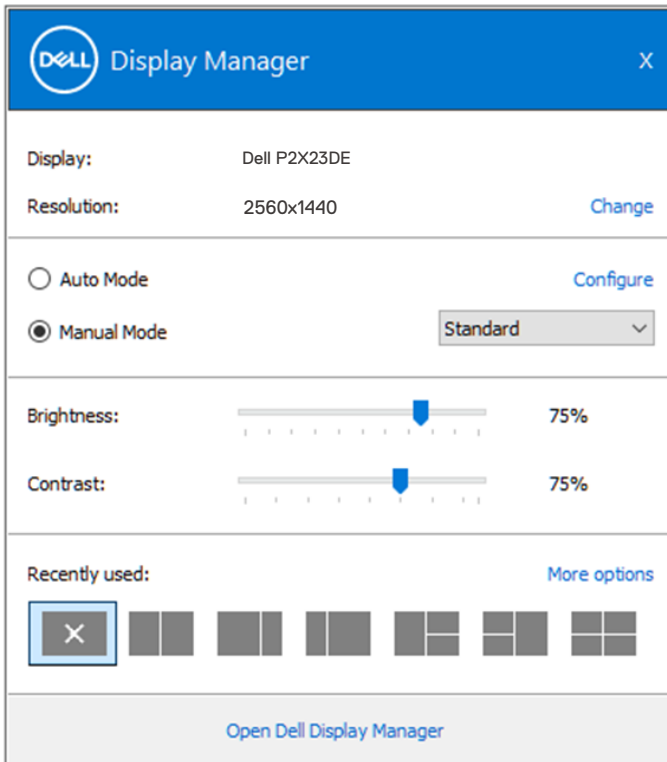 DELL Display Manager X
Display: Dell P2X23DE
Resolution: 2560x1440 Change
Auto Mode Configure
Manual Mode Standard
Brightness: 75%
Contrast: 75%
Recently used: More options
Open Dell Display Manager